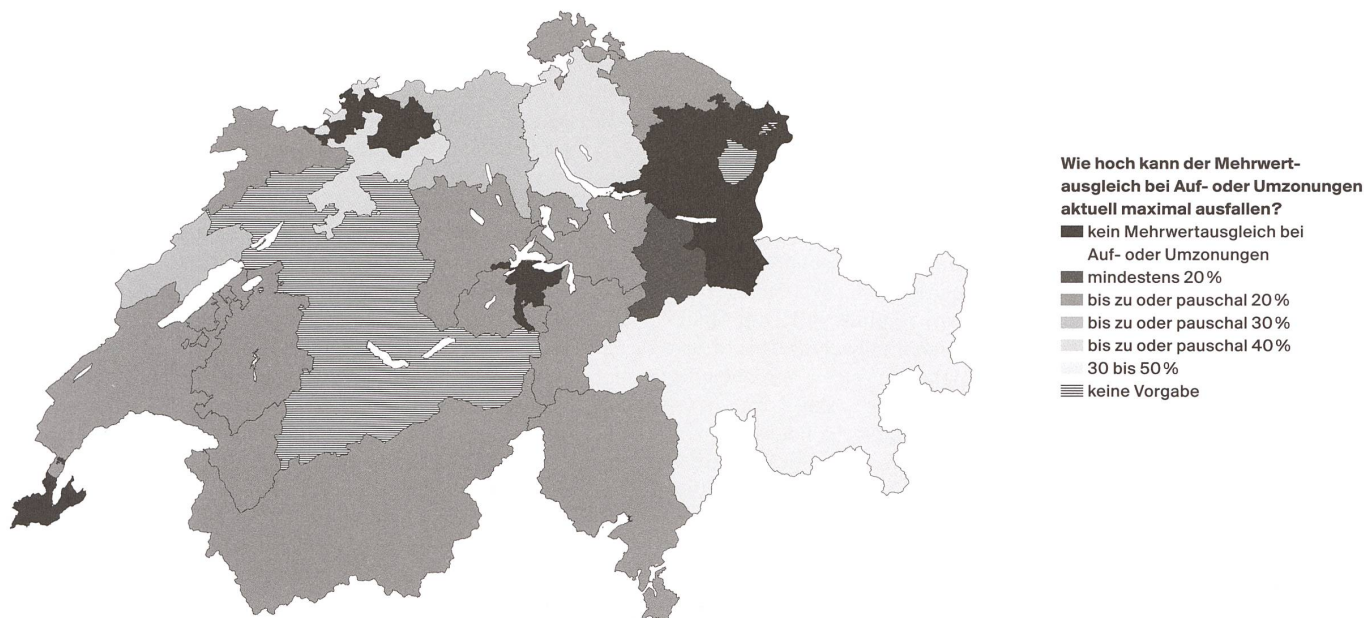 Wie hoch kann der Mehrwert-
ausgleich bei Auf- oder Umzonungen
aktuell maximal ausfallen?
kein Mehrwertausgleich bei
Auf- oder Umzonungen
mindestens 20 %
bis zu oder pauschal 20 %
bis zu oder pauschal 30 %
bis zu oder pauschal 40 %
30 bis 50 %
keine Vorgabe